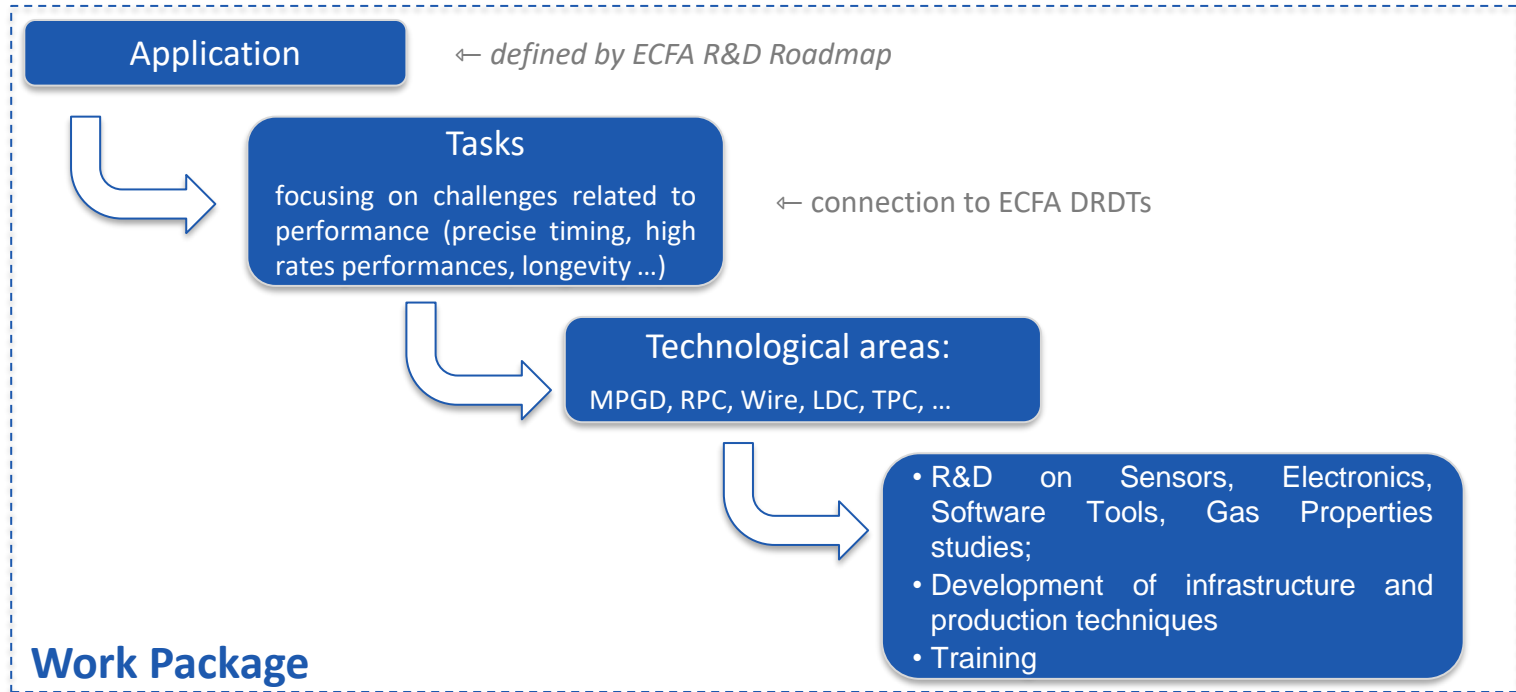 Application
⇽ defined by ECFA R&D Roadmap
Tasks
focusing on challenges related to
performance (precise timing, high
rates performances, longevity …)
⇽ connection to ECFA DRDTs
Technological areas:
MPGD, RPC, Wire, LDC, TPC, …
• R&D on Sensors, Electronics,
Software Tools, Gas Properties
studies;
• Development of infrastructure and
production techniques
• Training
Work Package